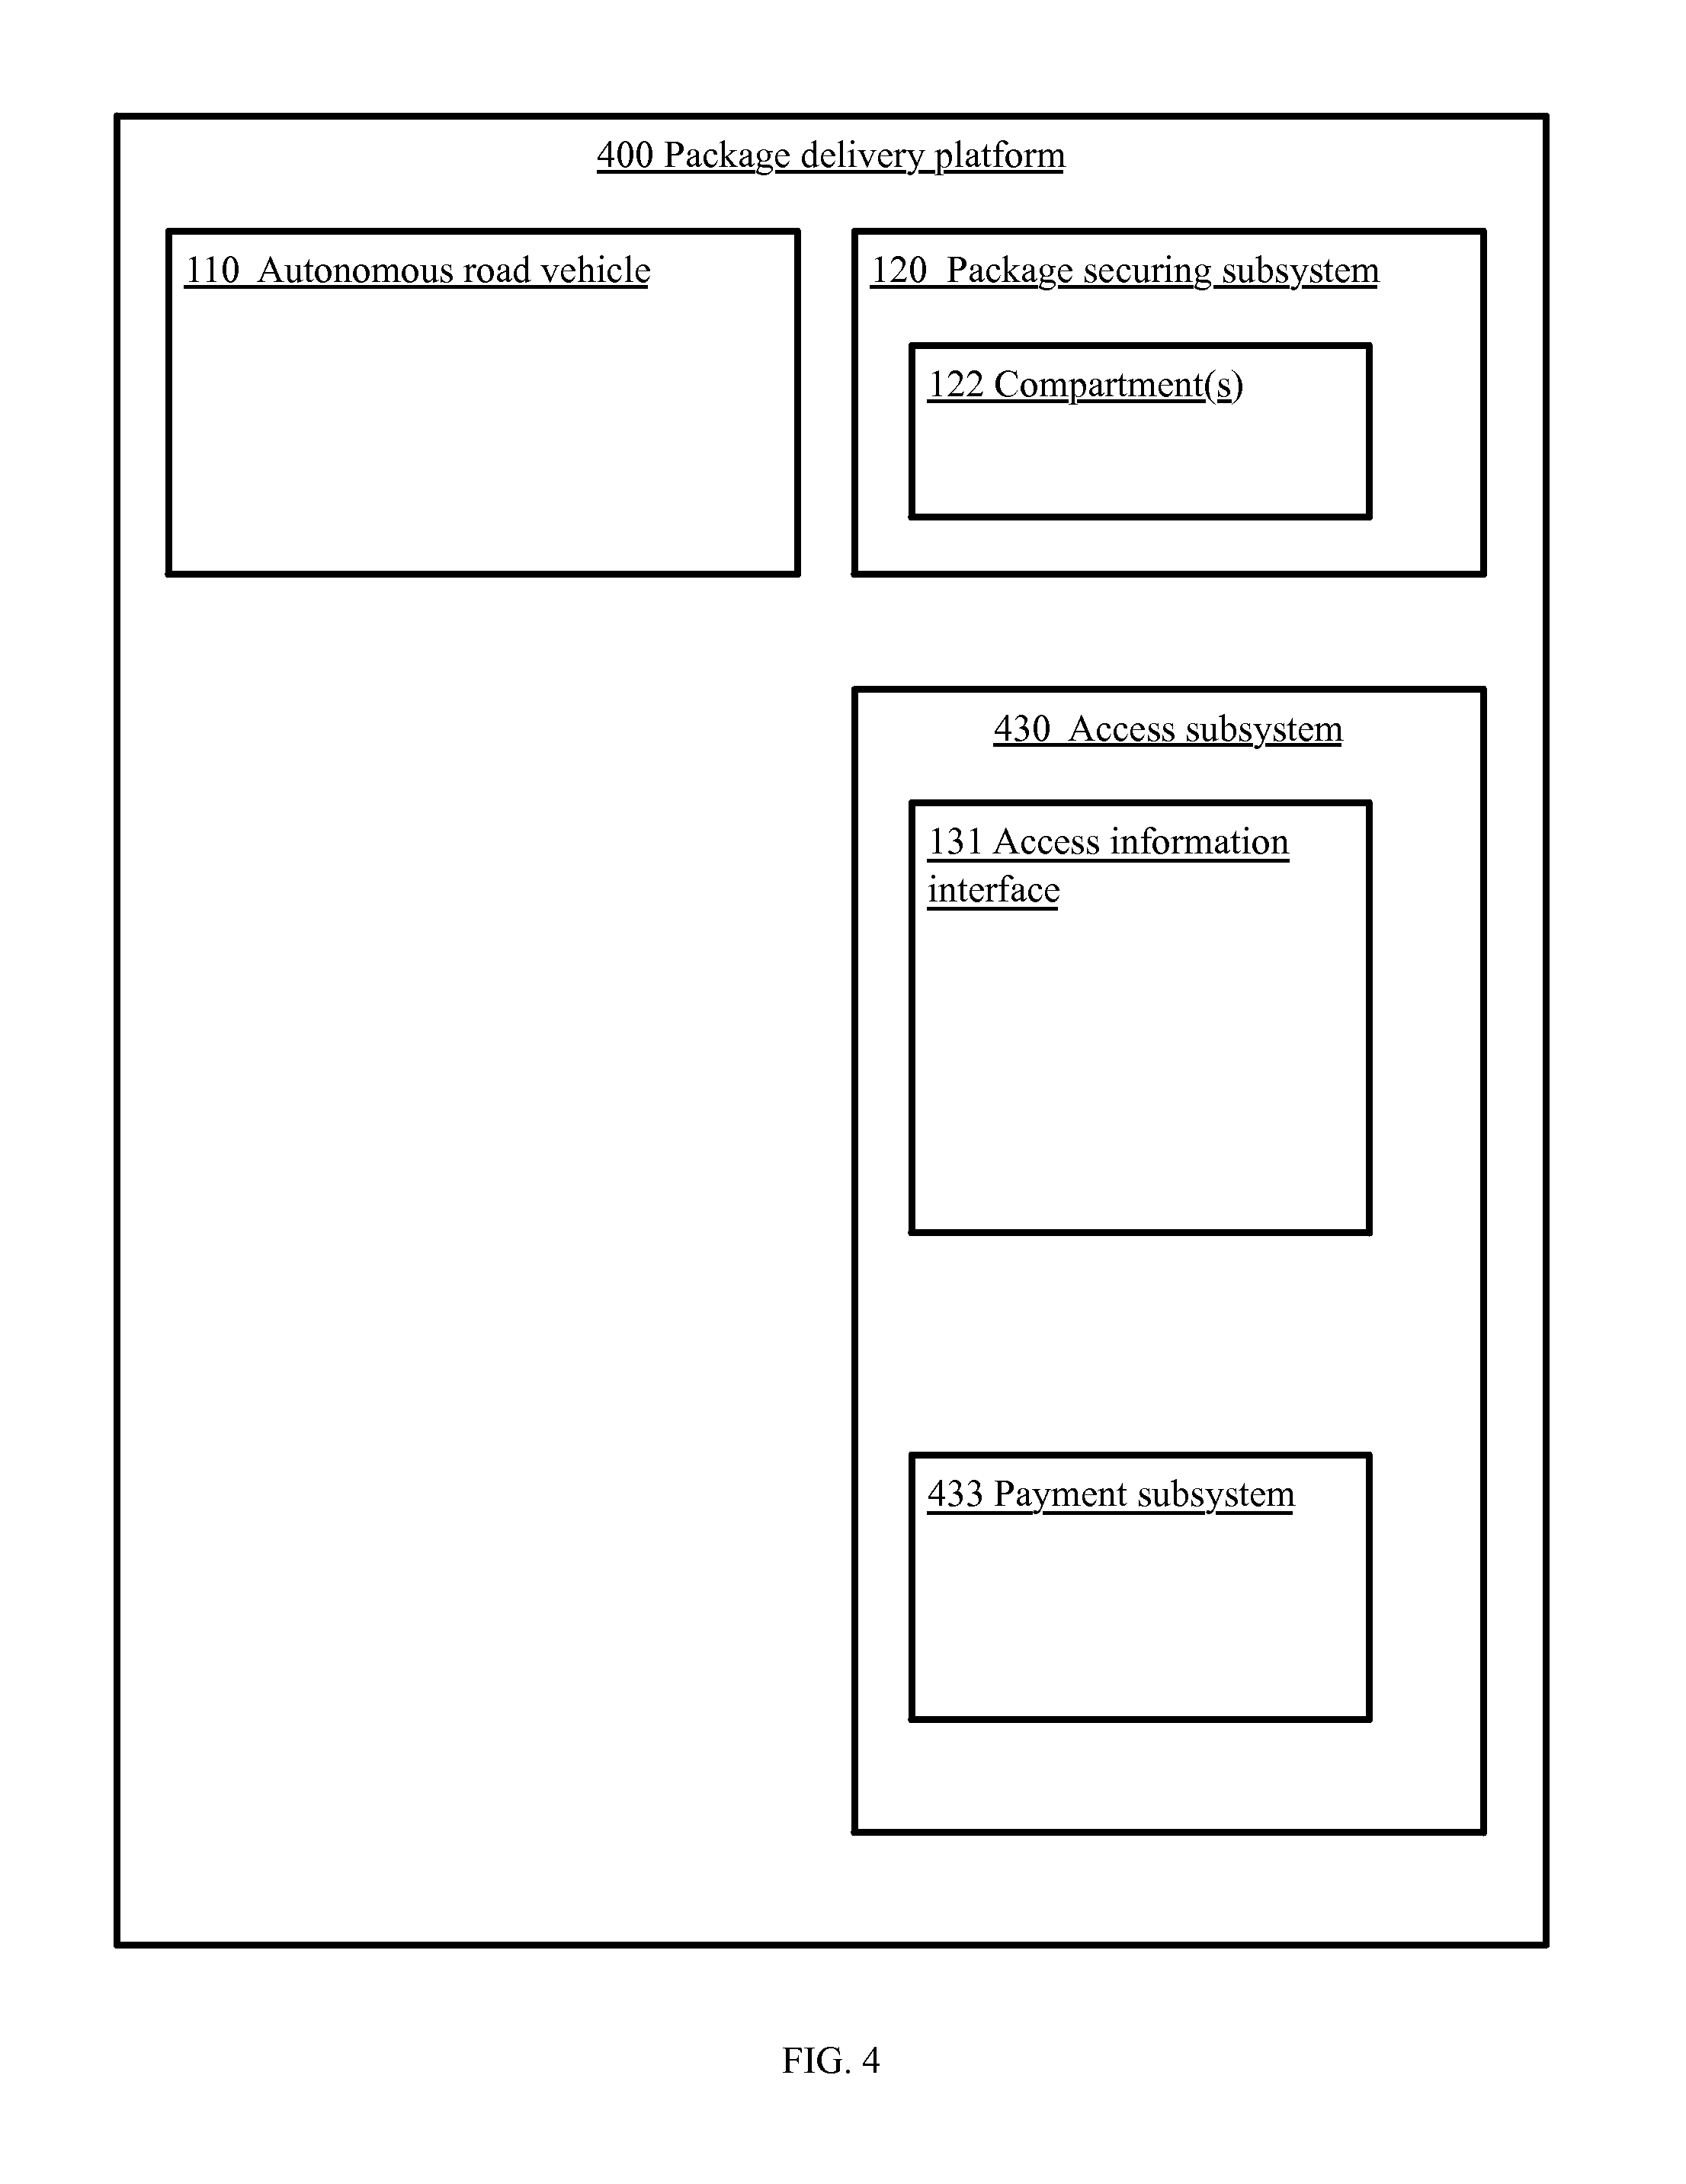 400 Package delivery platform
110 Autonomous road vehicle
120 Package securing subsystem
122 Compartment(s)
430 Access subsystem
131 Access information
interface
433 Payment subsystem
FIG. 4